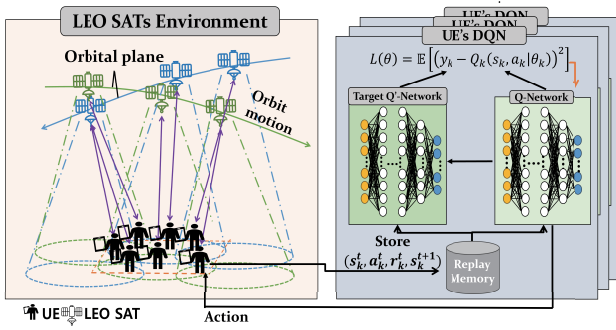 LEO SATs Environment
Orbital plane
Orbit
motion
UE LEO SAT
UE's DQN
UE's DQN
UE's DQN
L(θ) = 𝔼[(y_k − Q_k(s_k, a_k|θ_k))²]
Target Q'-Network
Q-Network
Store
(s_k^t, a_k^t, r_k^t, s_k^{t+1})
Replay
Memory
Action